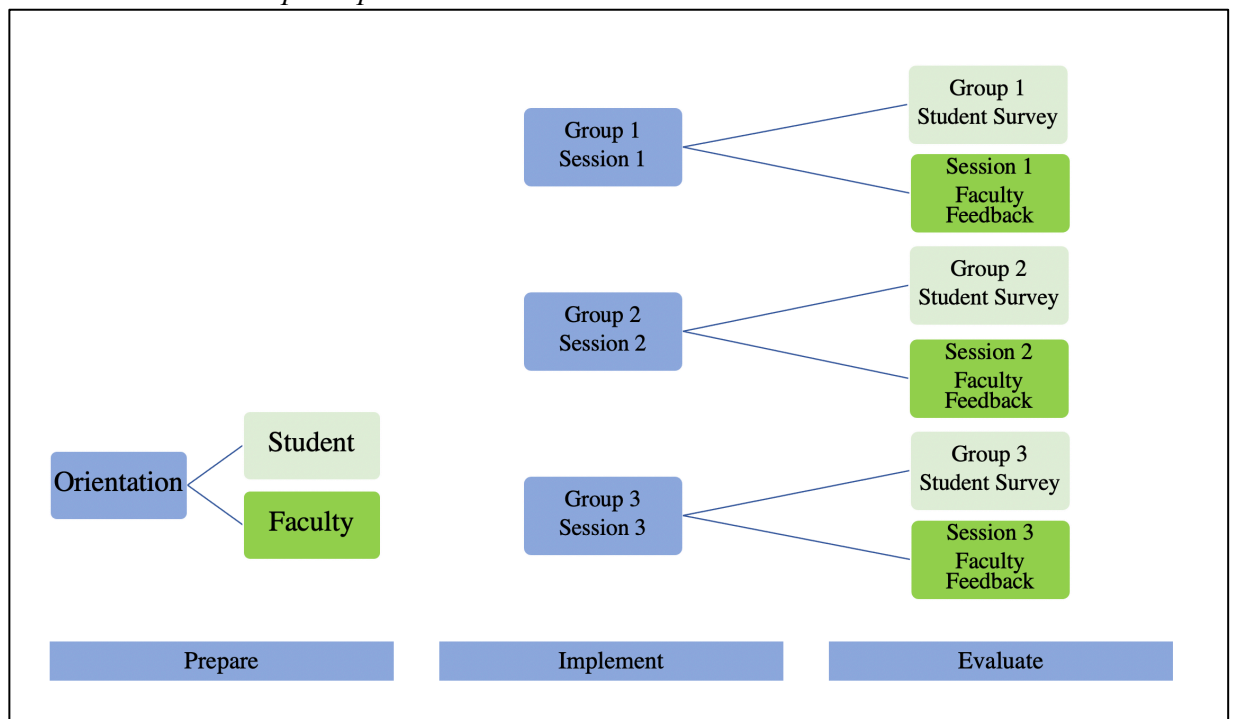 Group 1
Student Survey
Group 1
Session 1
Session 1
Faculty
Feedback
Group 2
Student Survey
Group 2
Session 2
Session 2
Faculty
Feedback
Student
Orientation
Faculty
Group 3
Student Survey
Group 3
Session 3
Session 3
Faculty
Feedback
Prepare
Implement
Evaluate